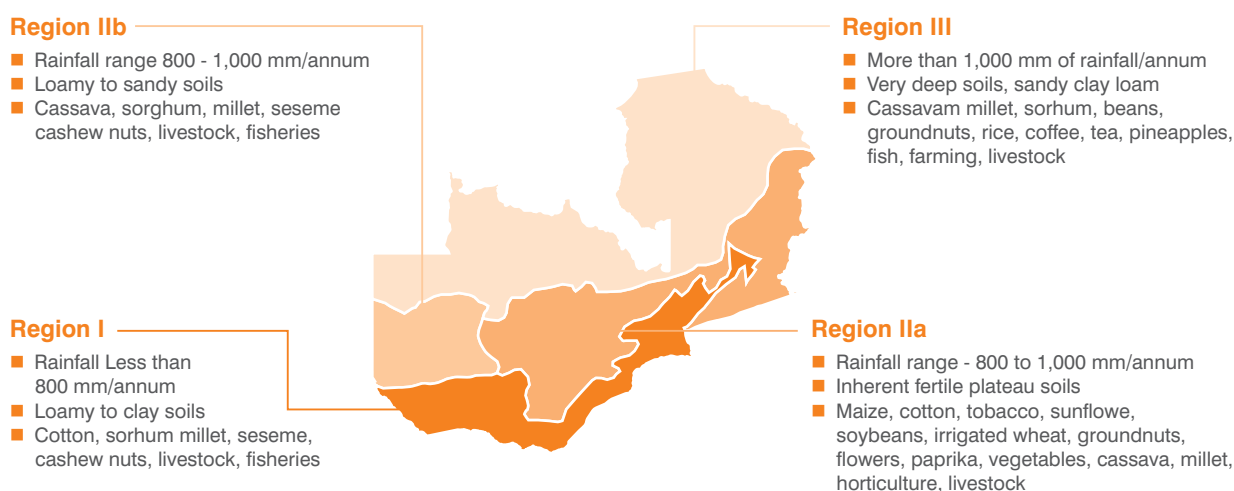 Region IIb
Rainfall range 800 - 1,000 mm/annum
Loamy to sandy soils
Cassava, sorghum, millet, seseme
cashew nuts, livestock, fisheries
Region III
More than 1,000 mm of rainfall/annum
Very deep soils, sandy clay loam
Cassavam millet, sorhum, beans,
groundnuts, rice, coffee, tea, pineapples,
fish, farming, livestock
Region I
Rainfall Less than
800 mm/annum
Loamy to clay soils
Cotton, sorhum millet, seseme,
cashew nuts, livestock, fisheries
Region IIa
Rainfall range - 800 to 1,000 mm/annum
Inherent fertile plateau soils
Maize, cotton, tobacco, sunflowe,
soybeans, irrigated wheat, groundnuts,
flowers, paprika, vegetables, cassava, millet,
horticulture, livestock